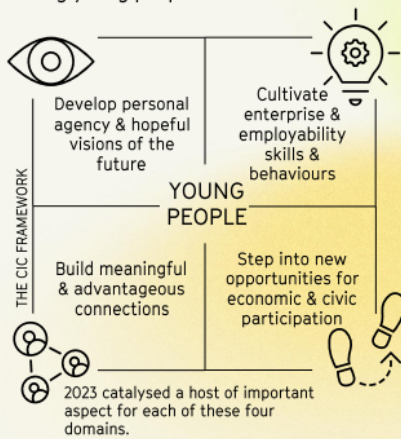 Develop personal
agency & hopeful
visions of the
future
Cultivate
enterprise &
employability
skills &
behaviours
THE CIC FRAMEWORK
YOUNG
PEOPLE
Build meaningful
& advantageous
connections
Step into new
opportunities for
economic & civic
participation
2023 catalysed a host of important
aspect for each of these four
domains.